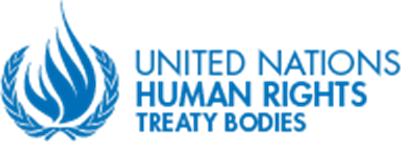 UNITED NATIONS
HUMAN RIGHTS
TREATY BODIES